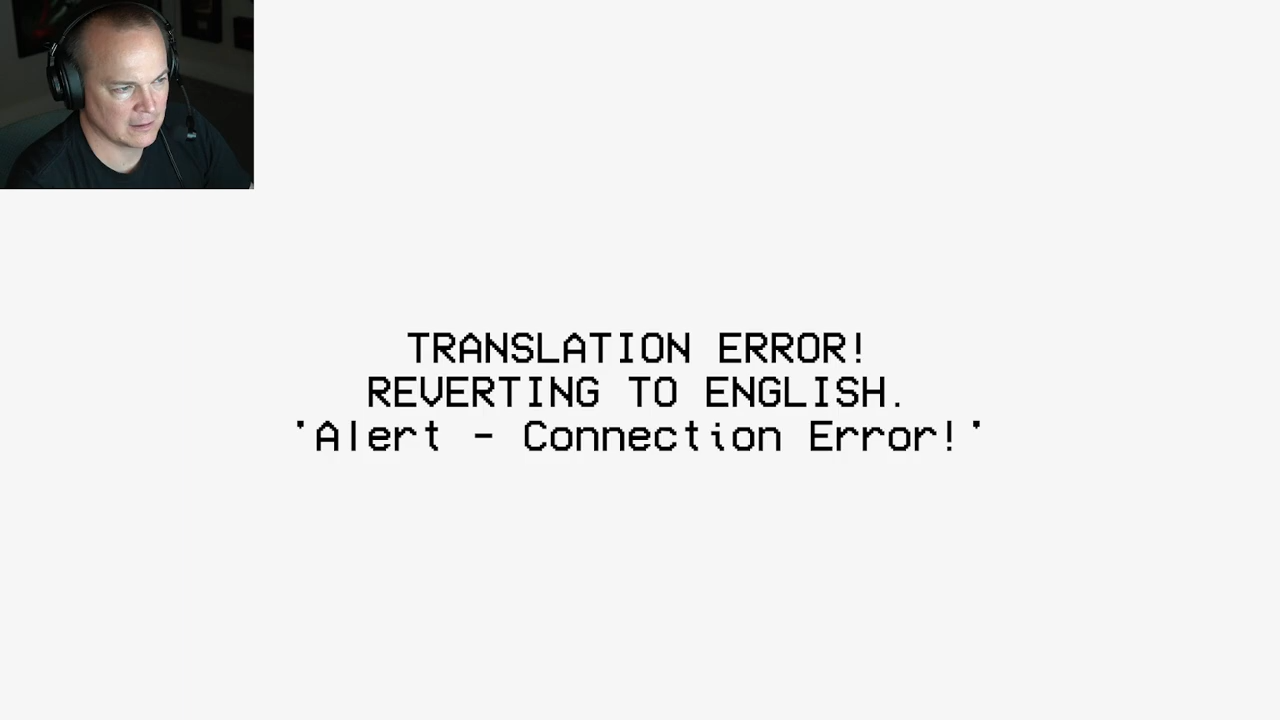 TRANSLATION ERROR!
REVERTING TO ENGLISH.
'Alert - Connection Error!'